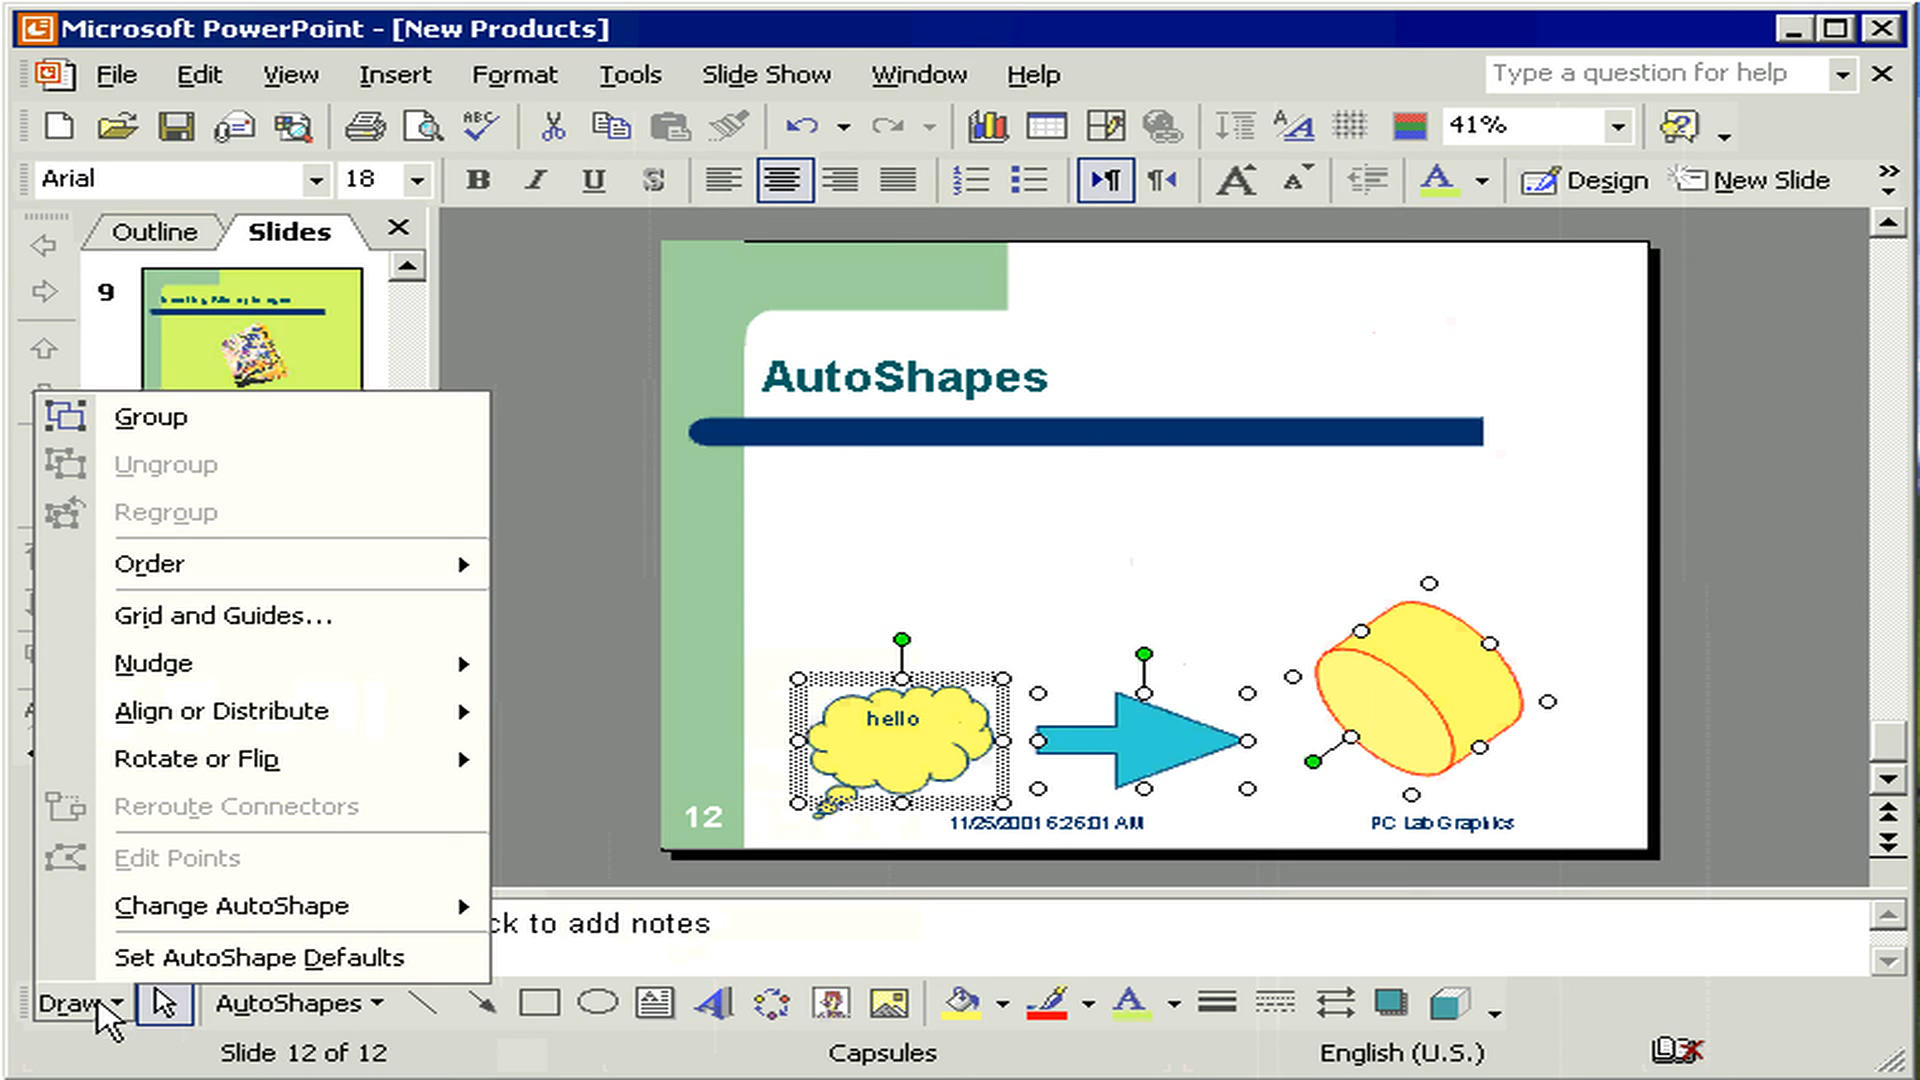 Microsoft PowerPoint - [New Products]
File Edit View Insert Format Tools Slide Show Window Help Type a question for help
ABC A 41%
Arial 18 B I U S A A A Design New Slide
Outline Slides
9
Group
Ungroup
Regroup
Order
Grid and Guides...
Nudge
Align or Distribute
Rotate or Flip
Reroute Connectors
Edit Points
Change AutoShape
Set AutoShape Defaults
AutoShapes
hello
12
11/25/2001 6:26:01 AM
PC Lab Graphics
ck to add notes
Draw AutoShapes
Slide 12 of 12 Capsules English (U.S.)